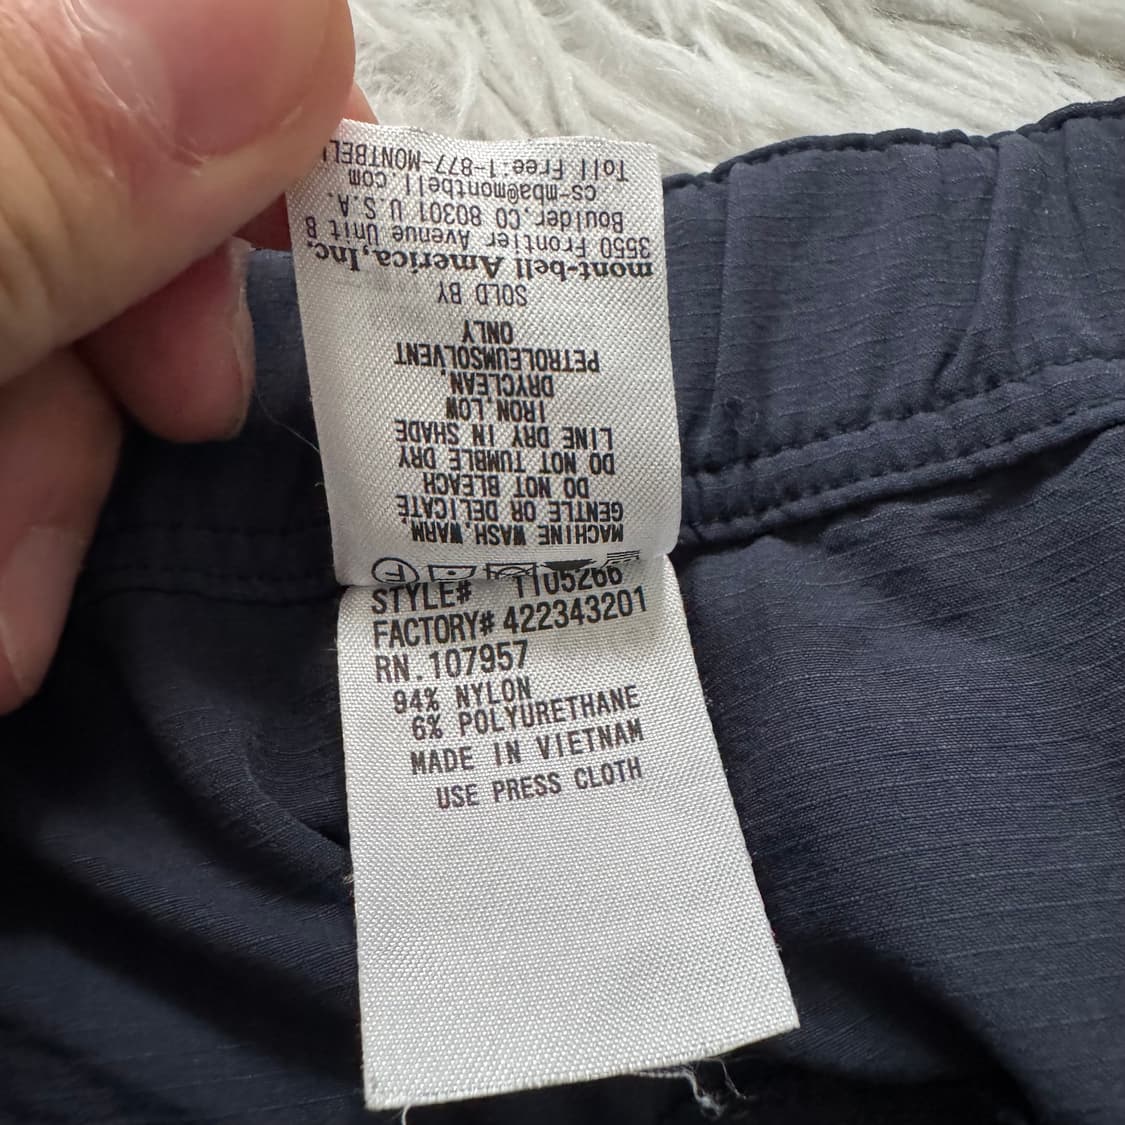 MACHINE WASH, WARM,
GENTLE OR DELICATE,
DO NOT BLEACH
DO NOT TUMBLE DRY
LINE DRY IN SHADE
IRON LOW
DRYCLEAN,
PETROLEUMSOLVENT
ONLY
SOLD BY
mont-bell America,Inc.
3550 Frontier Avenue Unit
Boulder,CO 80301 U.S.A.
cs-mba@montbell.com
Toll Free:1-877-MONTBEL
F
STYLE# 1105266
FACTORY# 422343201
RN.107957
94% NYLON
6% POLYURETHANE
MADE IN VIETNAM
USE PRESS CLOTH